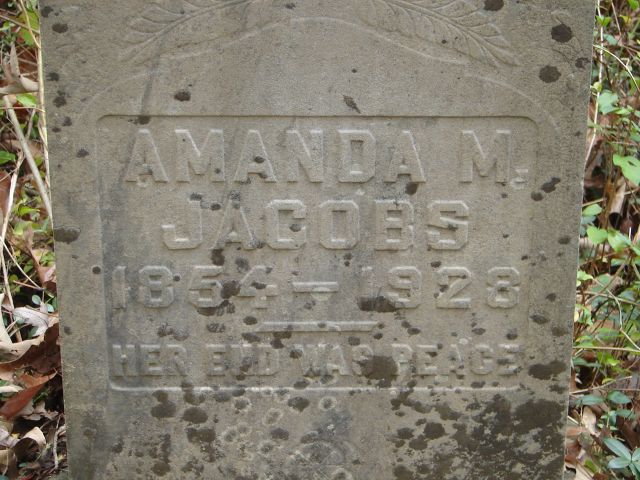 AMANDA M.
JACOBS
1854–1928
HER END WAS PEACE